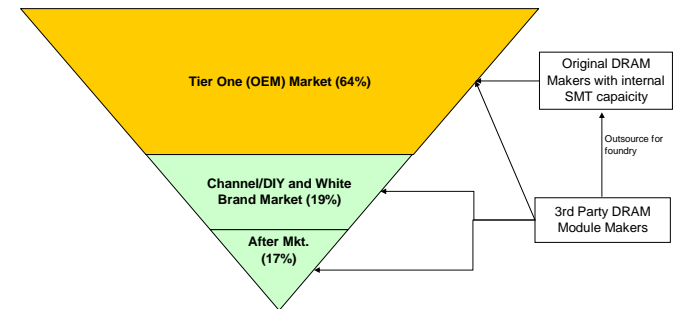 Tier One (OEM) Market (64%)
Original DRAM
Makers with internal
SMT capaicity
Outsource for
foundry
Channel/DIY and White
Brand Market (19%)
3rd Party DRAM
Module Makers
After Mkt.
(17%)